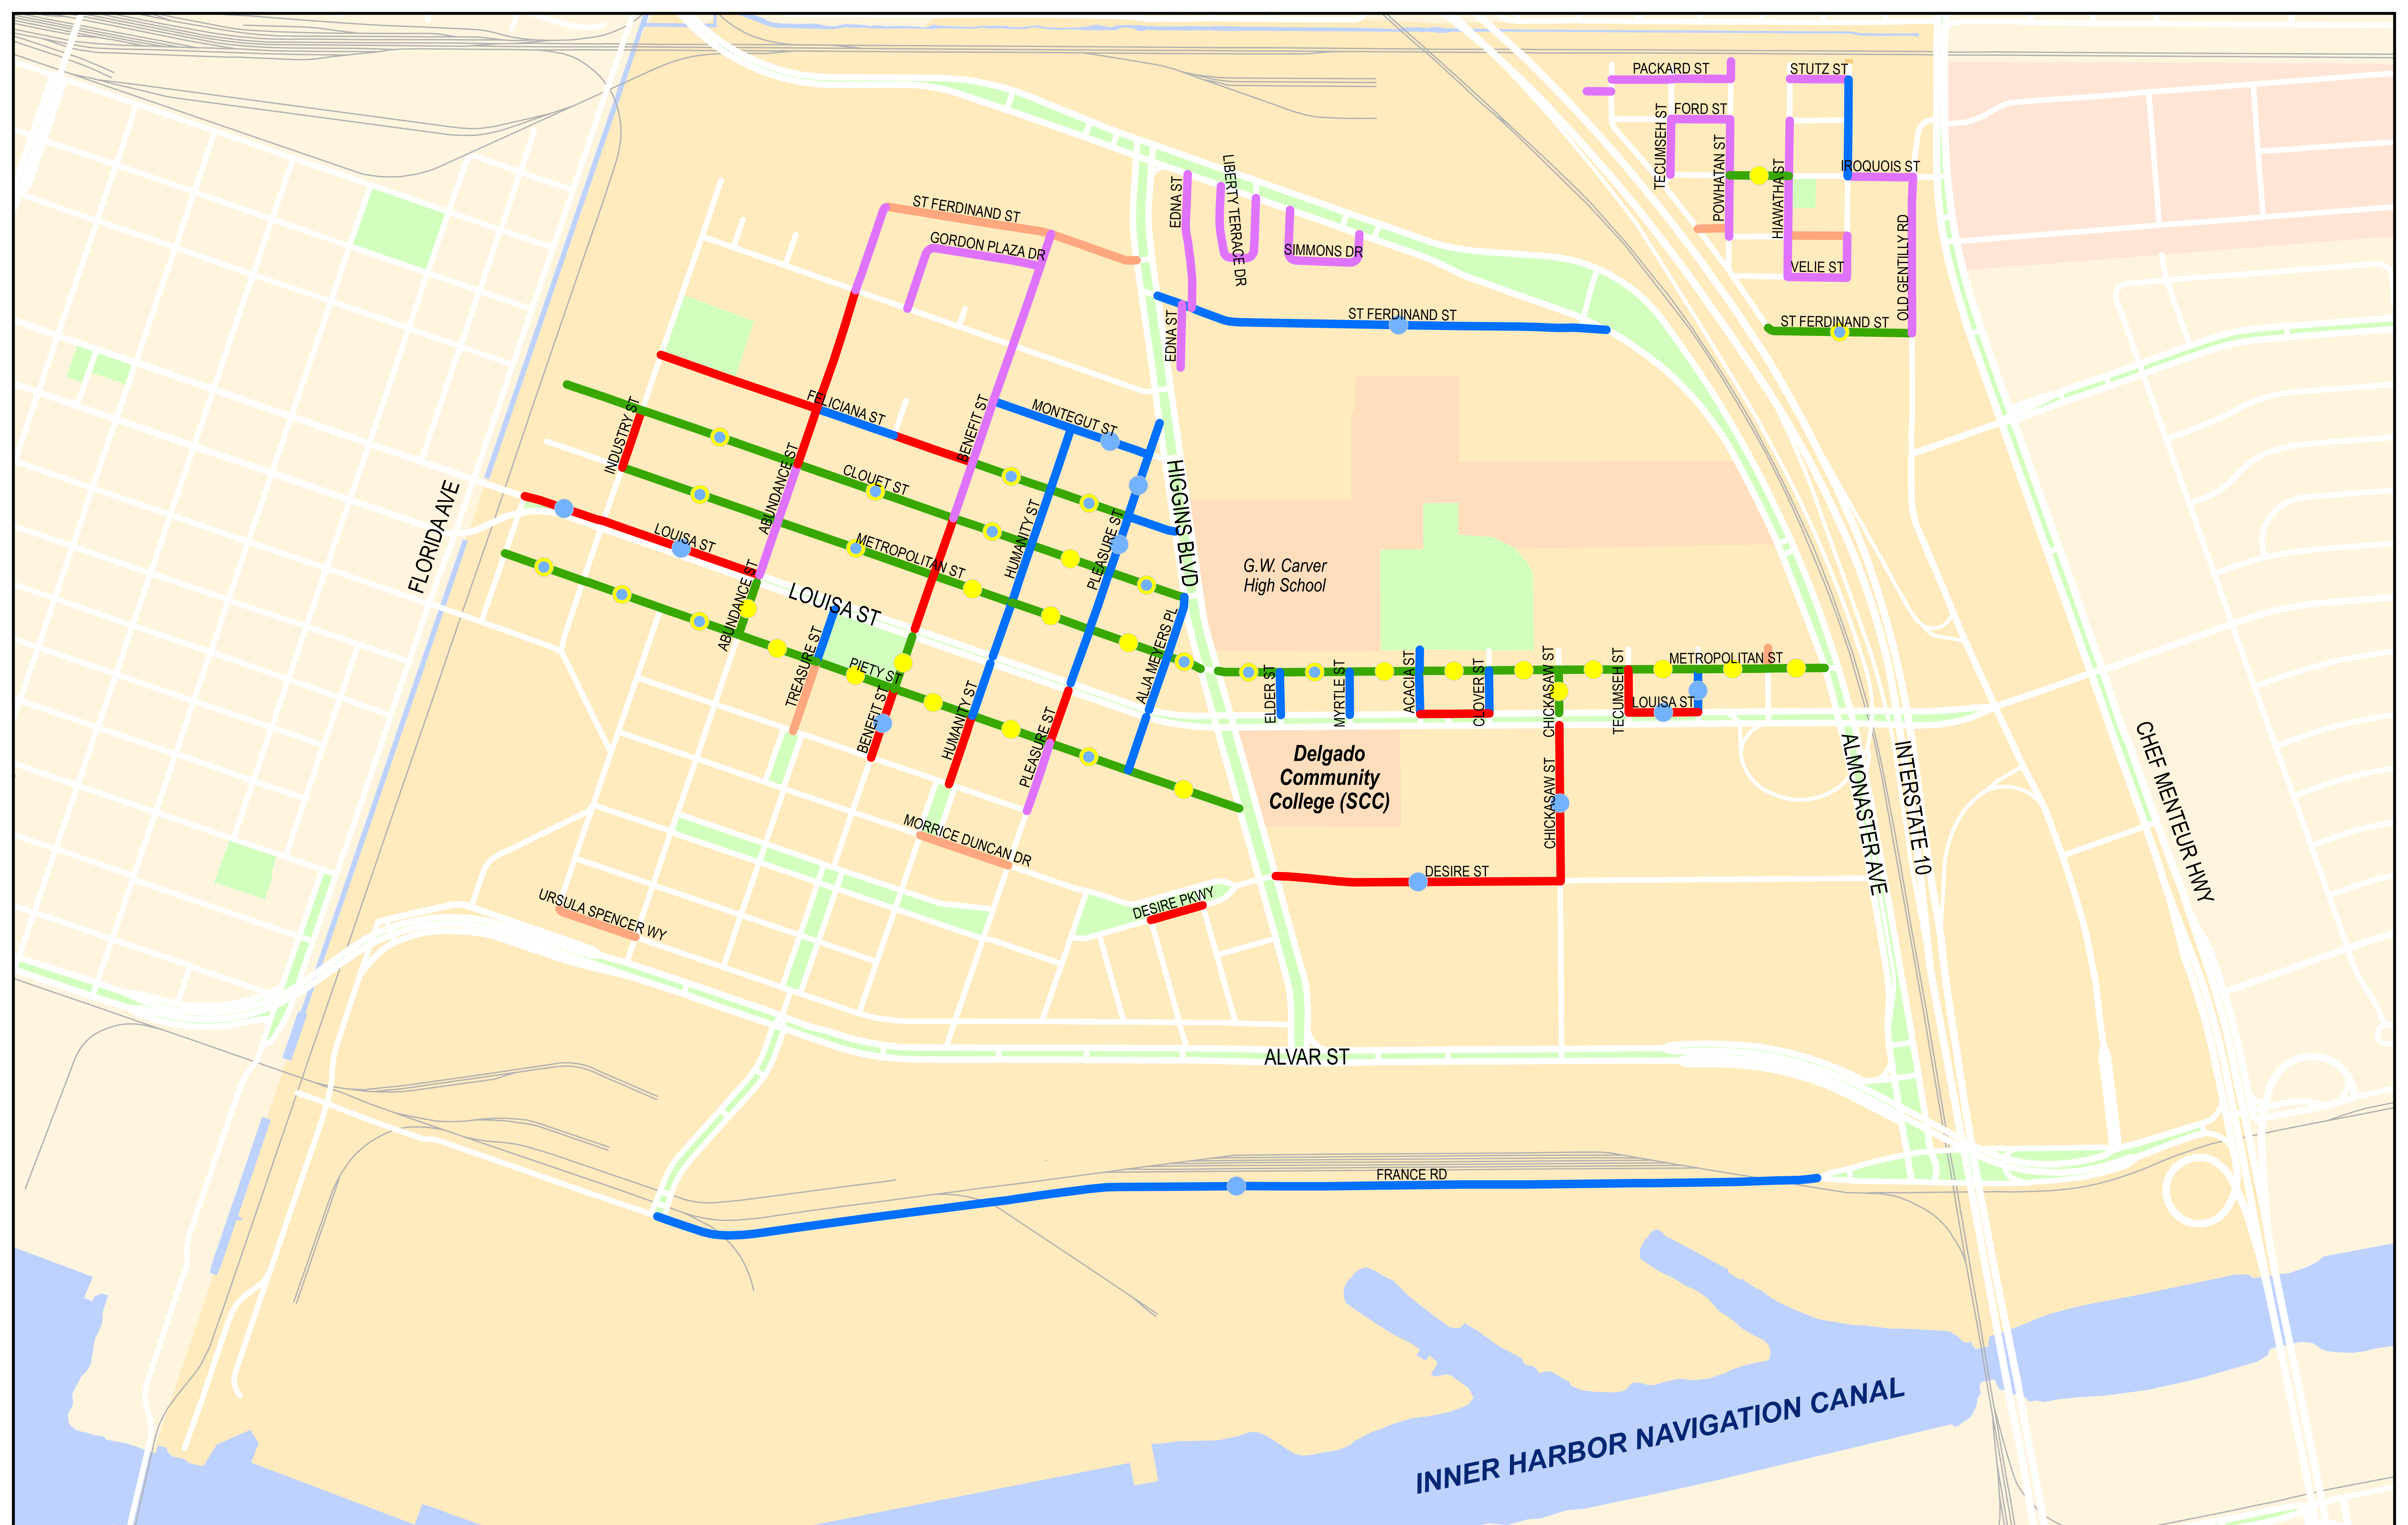 PACKARD ST
STUTZ ST
FORD ST
TECUMSEH ST
POWHATAN ST
HIAWATHA ST
IROQUOIS ST
OLD GENTILLY RD
VELIE ST
ST FERDINAND ST
ST FERDINAND ST
GORDON PLAZA DR
EDNA ST
LIBERTY TERRACE DR
SIMMONS DR
EDNA ST
ST FERDINAND ST
INDUSTRY ST
FELICIANA ST
BENEFIT ST
MONTEGUT ST
ABUNDANCE ST
CLOUET ST
HUMANITY ST
PLEASURE ST
HIGGINS BLVD
FLORIDA AVE
LOUISA ST
METROPOLITAN ST
ABUNDANCE ST
LOUISA ST
G.W. Carver
High School
TREASURE ST
PIETY ST
BENEFIT ST
HUMANITY ST
PLEASURE ST
ALJA MEYERS PL
ELDER ST
MYRTLE ST
ACACIA ST
CLOVER ST
CHICKASAW ST
TECUMSEH ST
METROPOLITAN ST
LOUISA ST
Delgado
Community
College (SCC)
CHICKASAW ST
ALMONASTER AVE
INTERSTATE 10
CHEF MENTEUR HWY
MORRICE DUNCAN DR
DESIRE ST
DESIRE PKWY
URSULA SPENCER WY
ALVAR ST
FRANCE RD
INNER HARBOR NAVIGATION CANAL